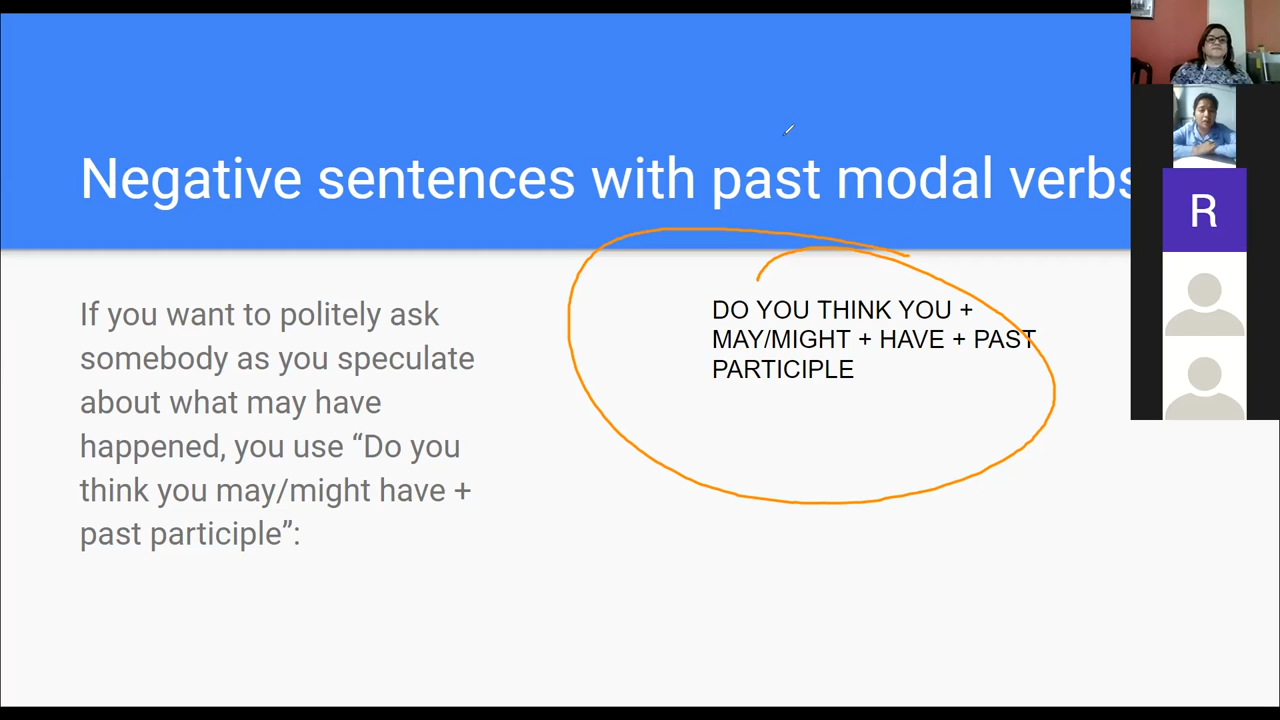 Negative sentences with past modal verbs
If you want to politely ask
somebody as you speculate
about what may have
happened, you use “Do you
think you may/might have +
past participle”:
DO YOU THINK YOU +
MAY/MIGHT + HAVE + PAST
PARTICIPLE
R